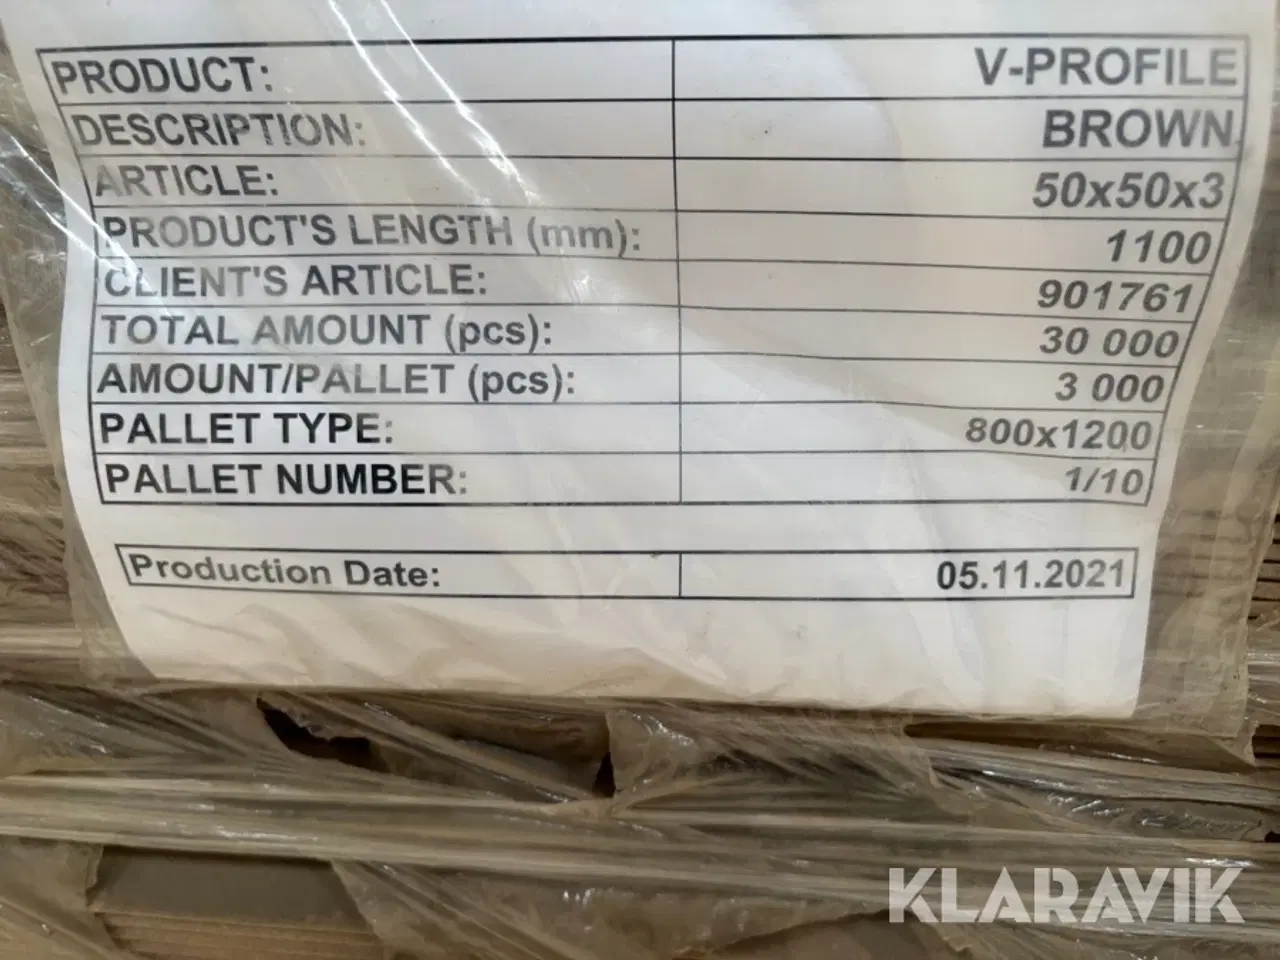 PRODUCT: V-PROFILE
DESCRIPTION: BROWN
ARTICLE: 50x50x3
PRODUCT'S LENGTH (mm): 1100
CLIENT'S ARTICLE: 901761
TOTAL AMOUNT (pcs): 30 000
AMOUNT/PALLET (pcs): 3 000
PALLET TYPE: 800x1200
PALLET NUMBER: 1/10
Production Date: 05.11.2021
KLARAVIK